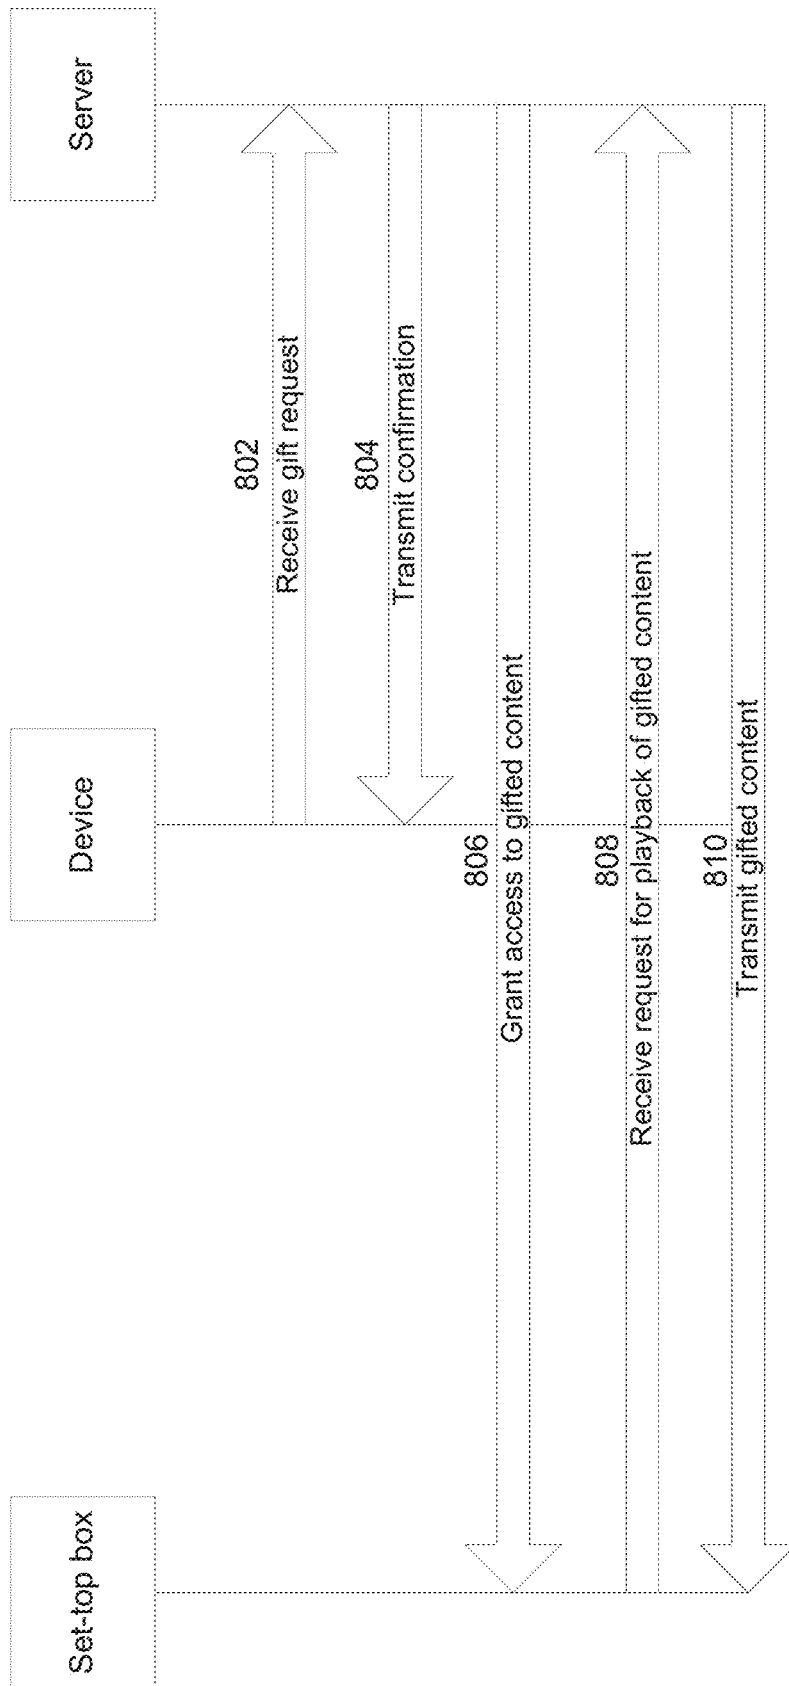 Set-top box
Device
Server
802
Receive gift request
804
Transmit confirmation
806
Grant access to gifted content
808
Receive request for playback of gifted content
810
Transmit gifted content